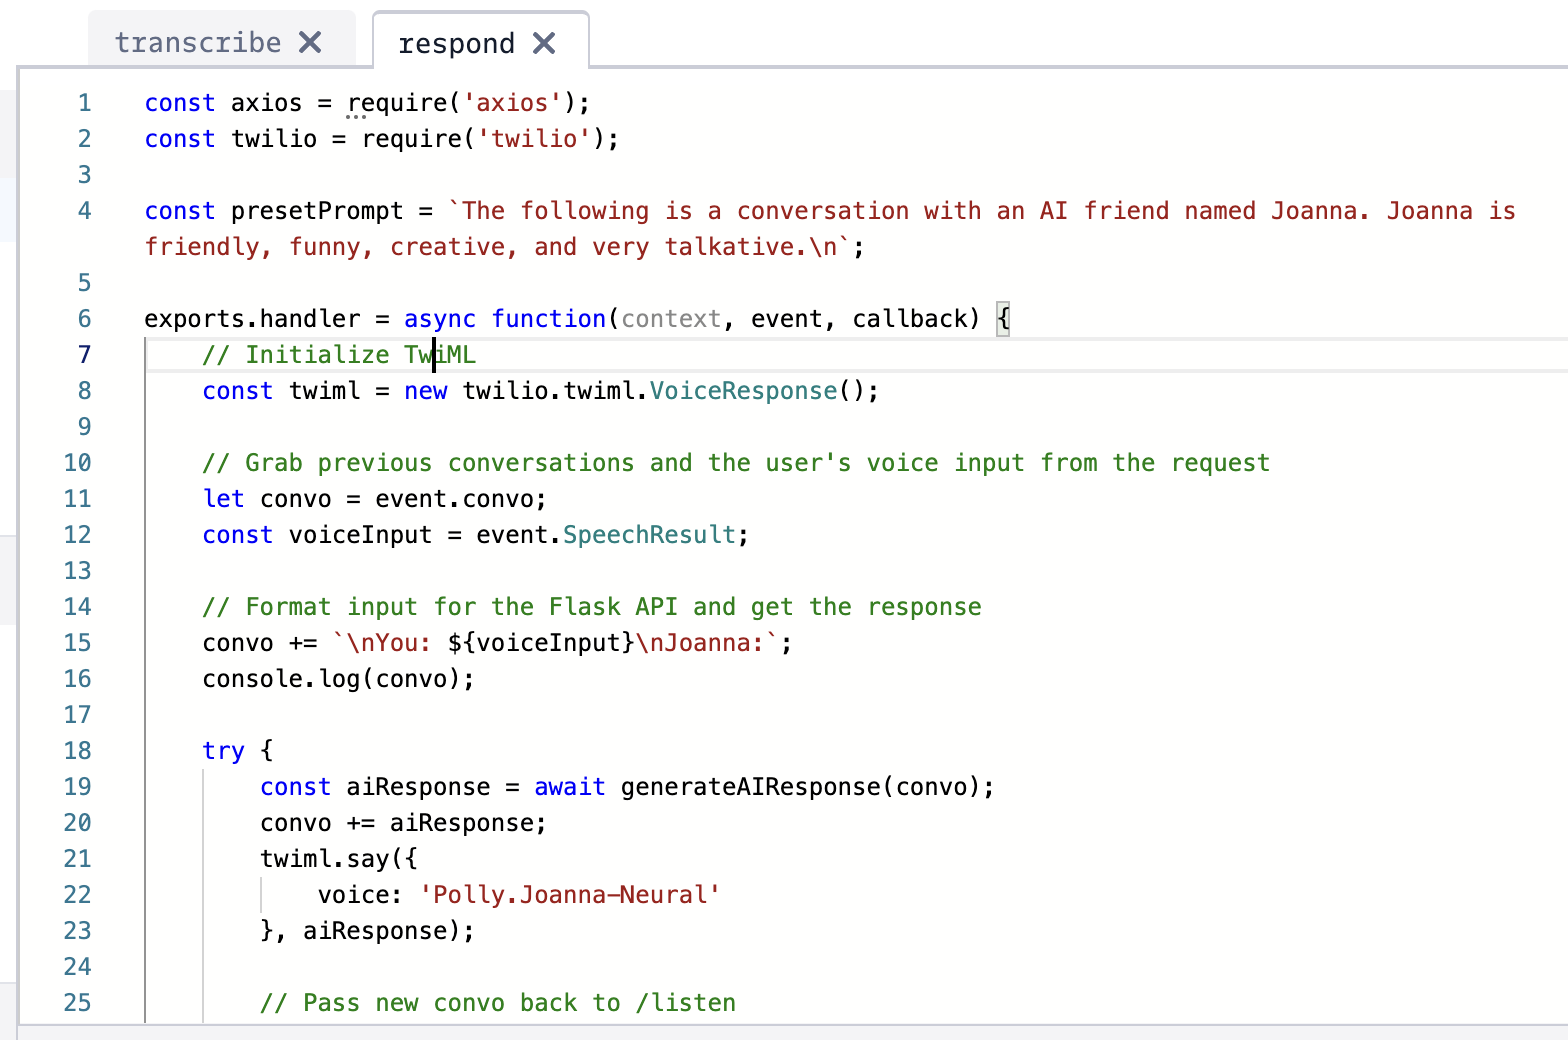 transcribe ✕ respond ✕
1 const axios = require('axios');
2 const twilio = require('twilio');
3
4 const presetPrompt = `The following is a conversation with an AI friend named Joanna. Joanna is
friendly, funny, creative, and very talkative.\n`;
5
6 exports.handler = async function(context, event, callback) {
7     // Initialize TwiML
8     const twiml = new twilio.twiml.VoiceResponse();
9
10     // Grab previous conversations and the user's voice input from the request
11     let convo = event.convo;
12     const voiceInput = event.SpeechResult;
13
14     // Format input for the Flask API and get the response
15     convo += `\nYou: ${voiceInput}\nJoanna:`;
16     console.log(convo);
17
18     try {
19         const aiResponse = await generateAIResponse(convo);
20         convo += aiResponse;
21         twiml.say({
22             voice: 'Polly.Joanna-Neural'
23         }, aiResponse);
24
25         // Pass new convo back to /listen